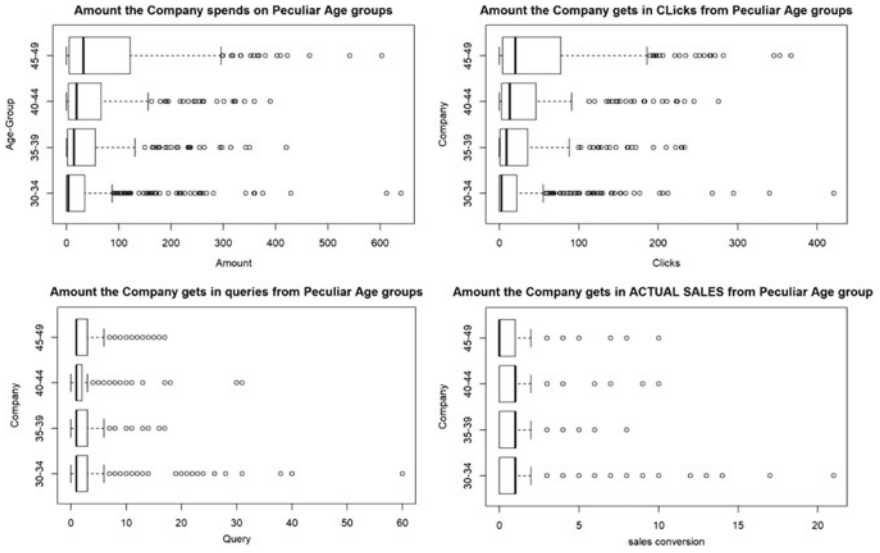 Amount the Company spends on Peculiar Age groups
Age-Group
45-49
40-44
35-39
30-34
0 100 200 300 400 500 600
Amount
Amount the Company gets in CLicks from Peculiar Age groups
Company
45-49
40-44
35-39
30-34
0 100 200 300 400
Clicks
Amount the Company gets in queries from Peculiar Age groups
Company
45-49
40-44
35-39
30-34
0 10 20 30 40 50 60
Query
Amount the Company gets in ACTUAL SALES from Peculiar Age group
Company
45-49
40-44
35-39
30-34
0 5 10 15 20
sales conversion